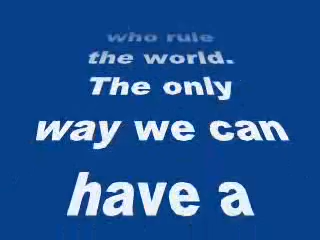 who rule
the world.
The only
way we can
have a